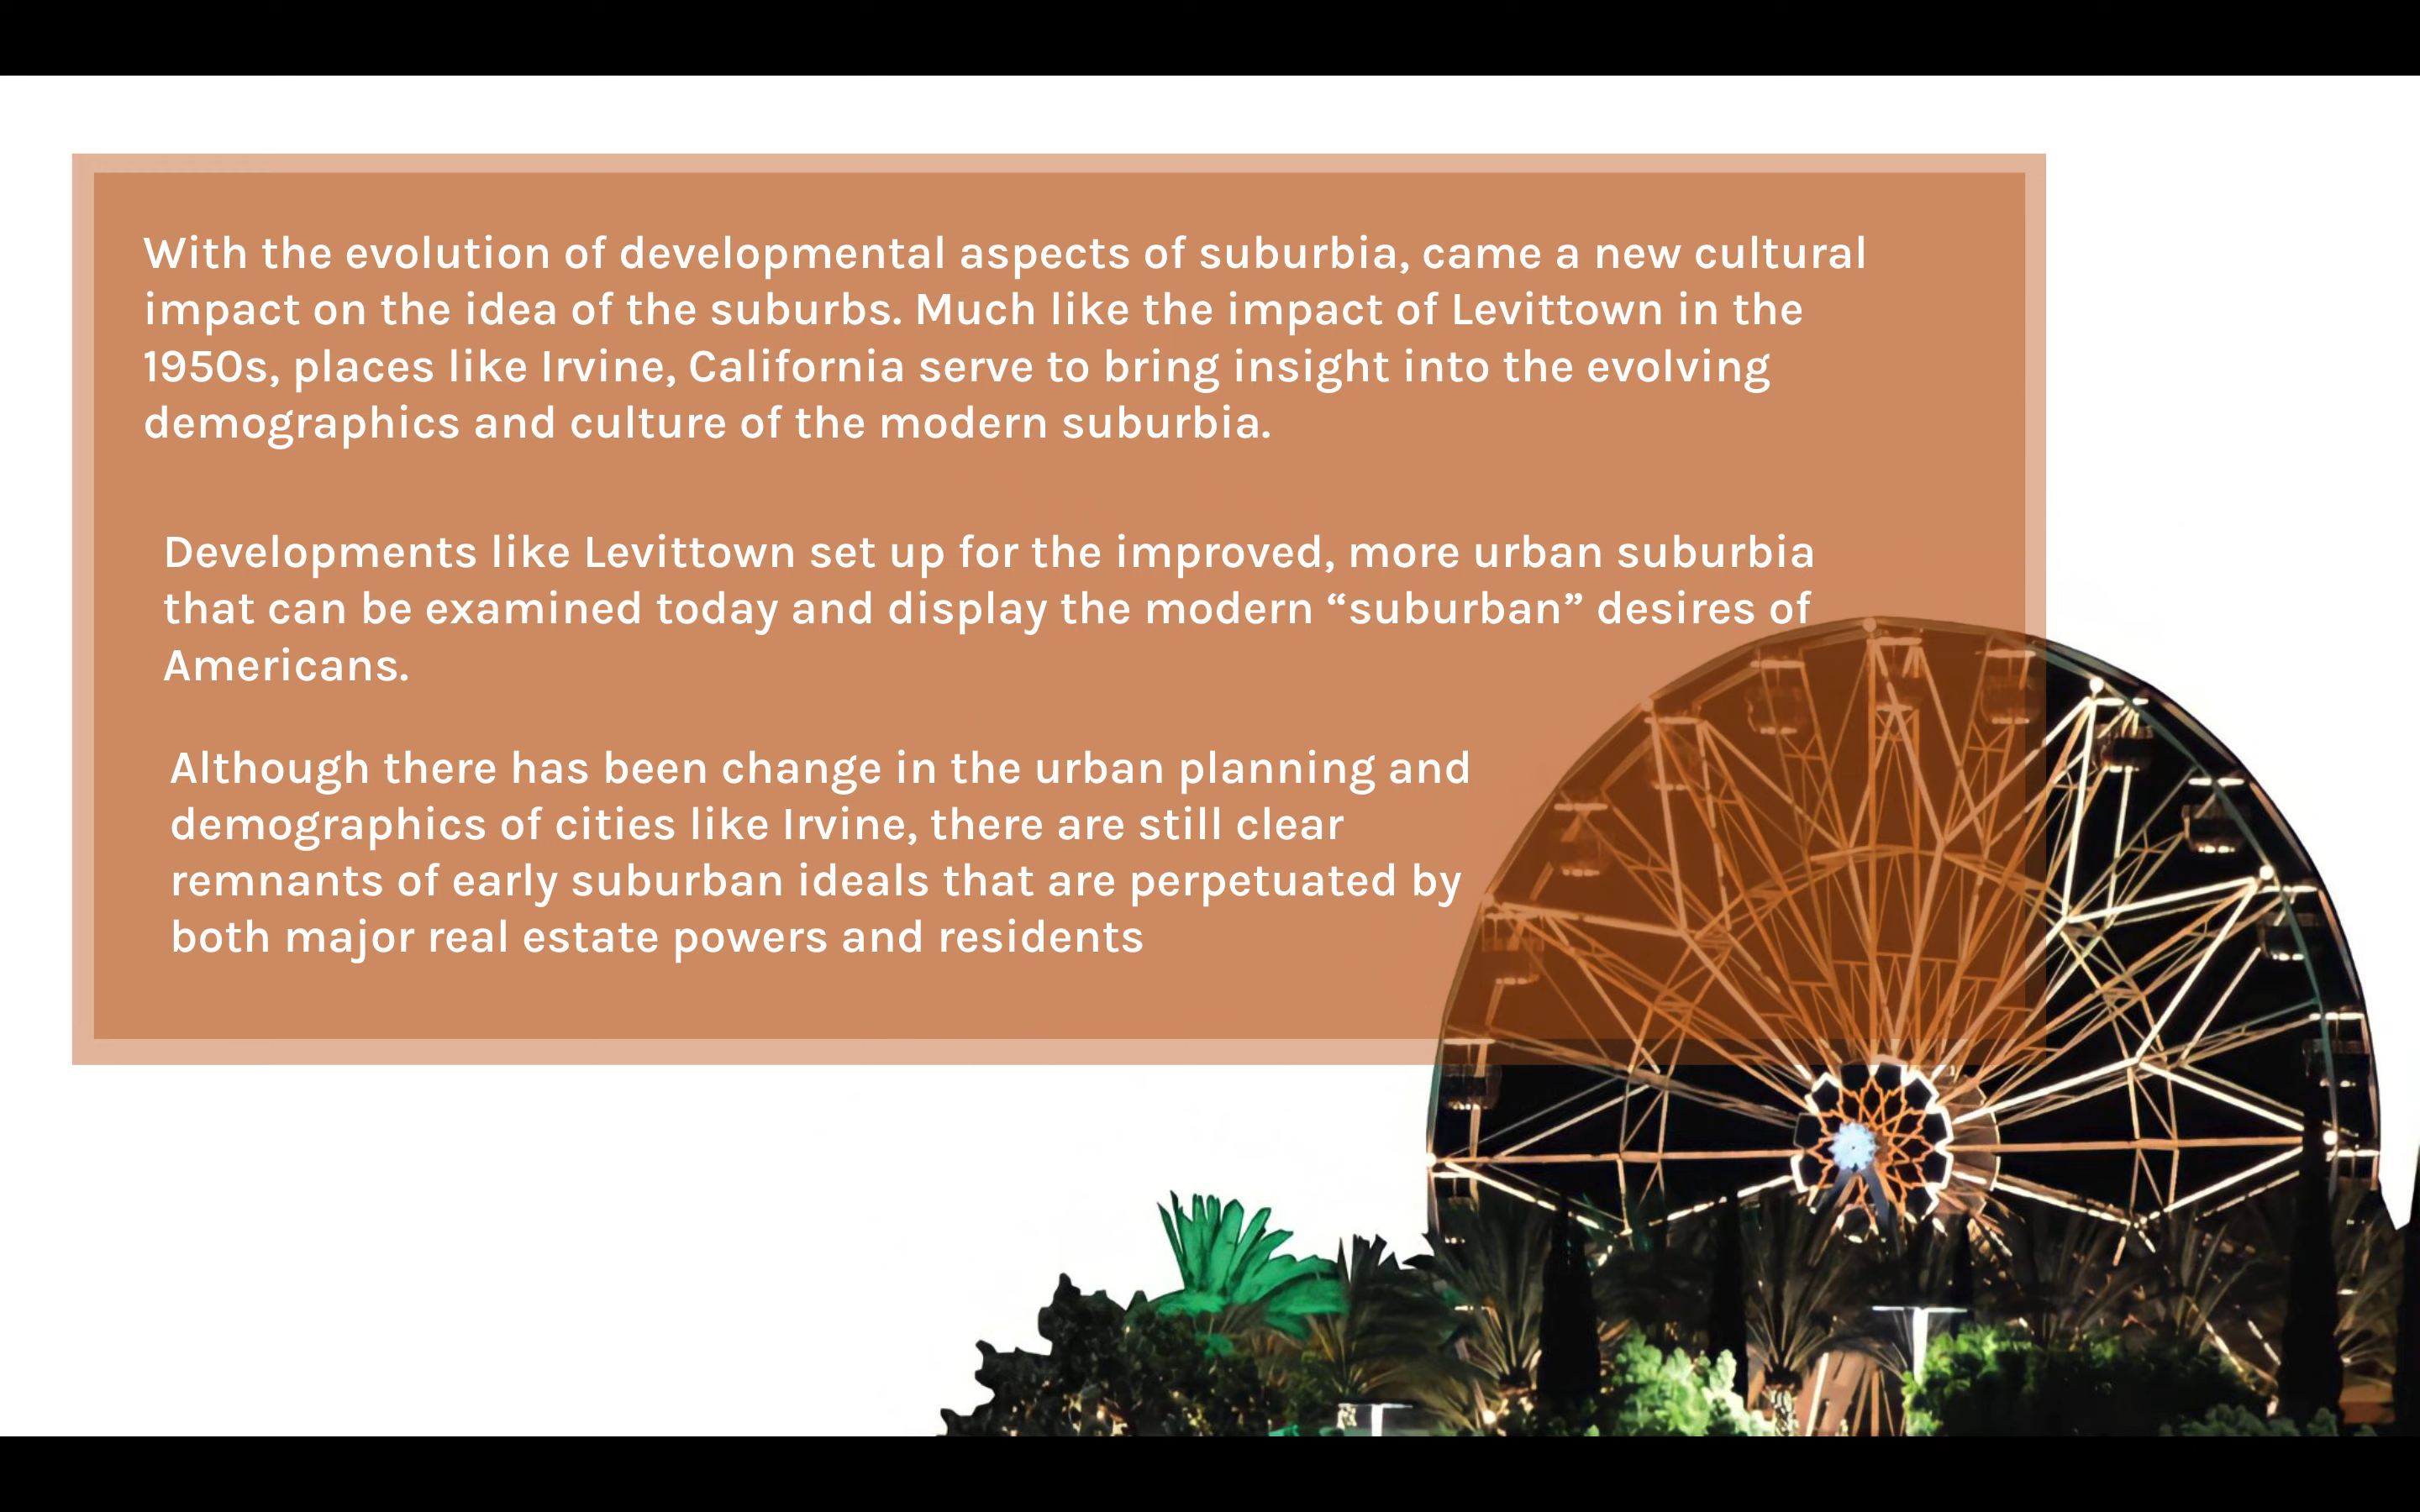 With the evolution of developmental aspects of suburbia, came a new cultural
impact on the idea of the suburbs. Much like the impact of Levittown in the
1950s, places like Irvine, California serve to bring insight into the evolving
demographics and culture of the modern suburbia.
Developments like Levittown set up for the improved, more urban suburbia
that can be examined today and display the modern “suburban” desires of
Americans.
Although there has been change in the urban planning and
demographics of cities like Irvine, there are still clear
remnants of early suburban ideals that are perpetuated by
both major real estate powers and residents